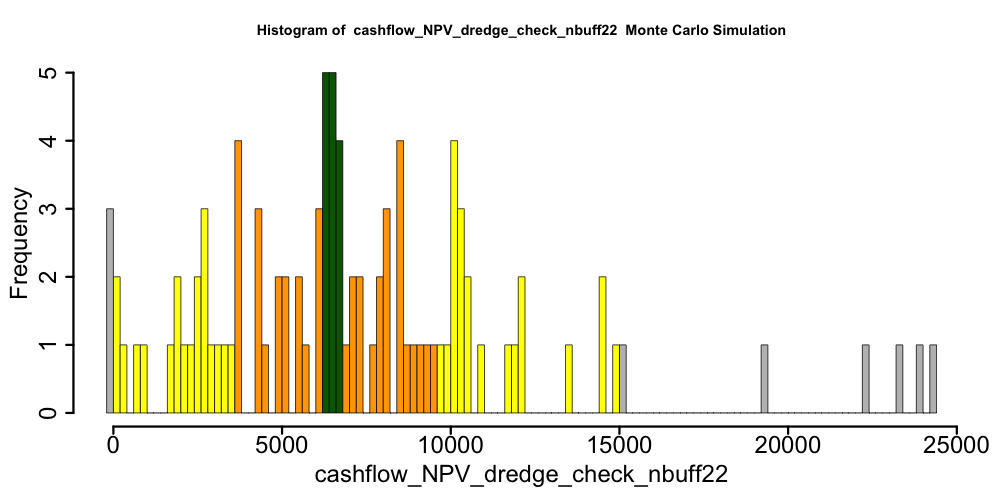 Histogram of  cashflow_NPV_dredge_check_nbuff22  Monte Carlo Simulation
Frequency
5
4
3
2
1
0
0 5000 10000 15000 20000 25000
cashflow_NPV_dredge_check_nbuff22